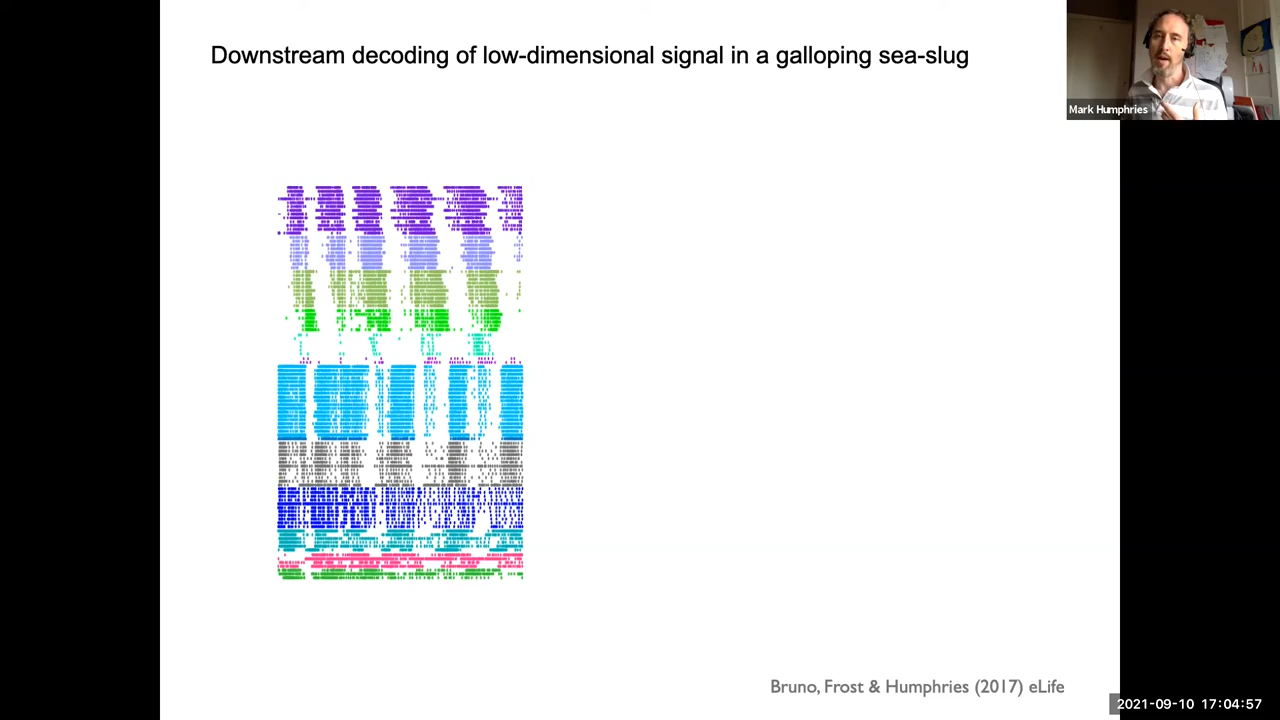 Downstream decoding of low-dimensional signal in a galloping sea-slug
Mark Humphries
Bruno, Frost & Humphries (2017) eLife
2021-09-10 17:04:57